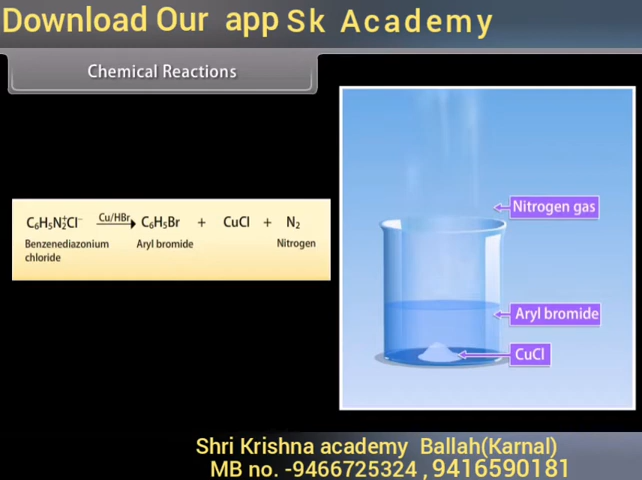 Download Our app Sk Academy
Chemical Reactions
C₆H₅N₂⁺Cl⁻ Cu/HBr C₆H₅Br + CuCl + N₂
Benzenediazonium chloride
Aryl bromide
Nitrogen
Nitrogen gas
Aryl bromide
CuCl
Shri Krishna academy Ballah(Karnal)
MB no. -9466725324 , 9416590181